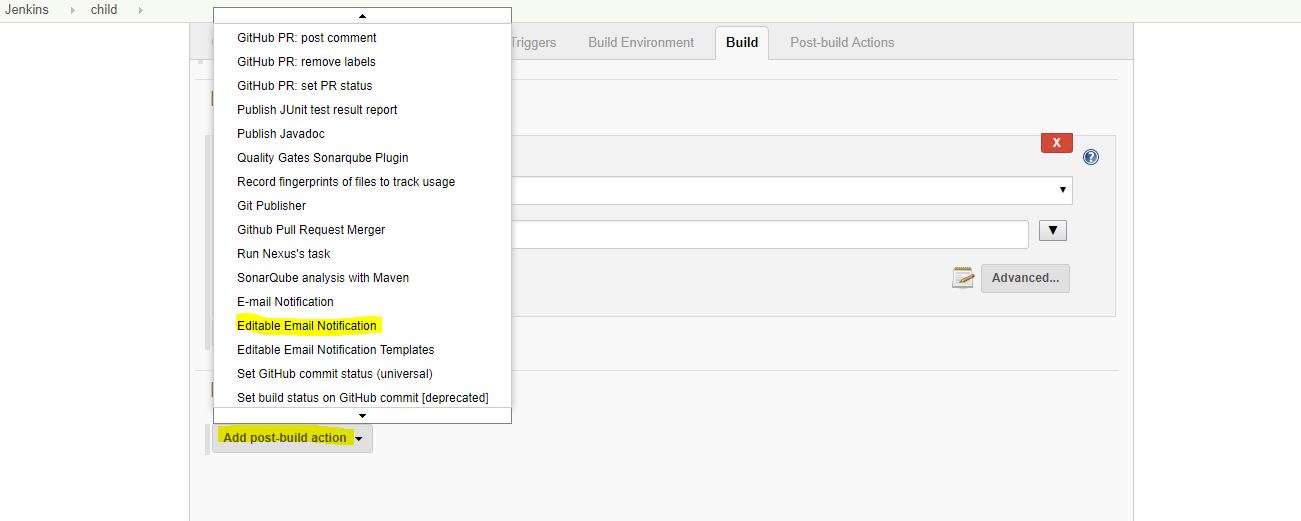 Jenkins child
Triggers Build Environment Build Post-build Actions
GitHub PR: post comment
GitHub PR: remove labels
GitHub PR: set PR status
Publish JUnit test result report
Publish Javadoc
Quality Gates Sonarqube Plugin
Record fingerprints of files to track usage
Git Publisher
Github Pull Request Merger
Run Nexus's task
SonarQube analysis with Maven
E-mail Notification
Editable Email Notification
Editable Email Notification Templates
Set GitHub commit status (universal)
Set build status on GitHub commit [deprecated]
X
?
Advanced...
Add post-build action